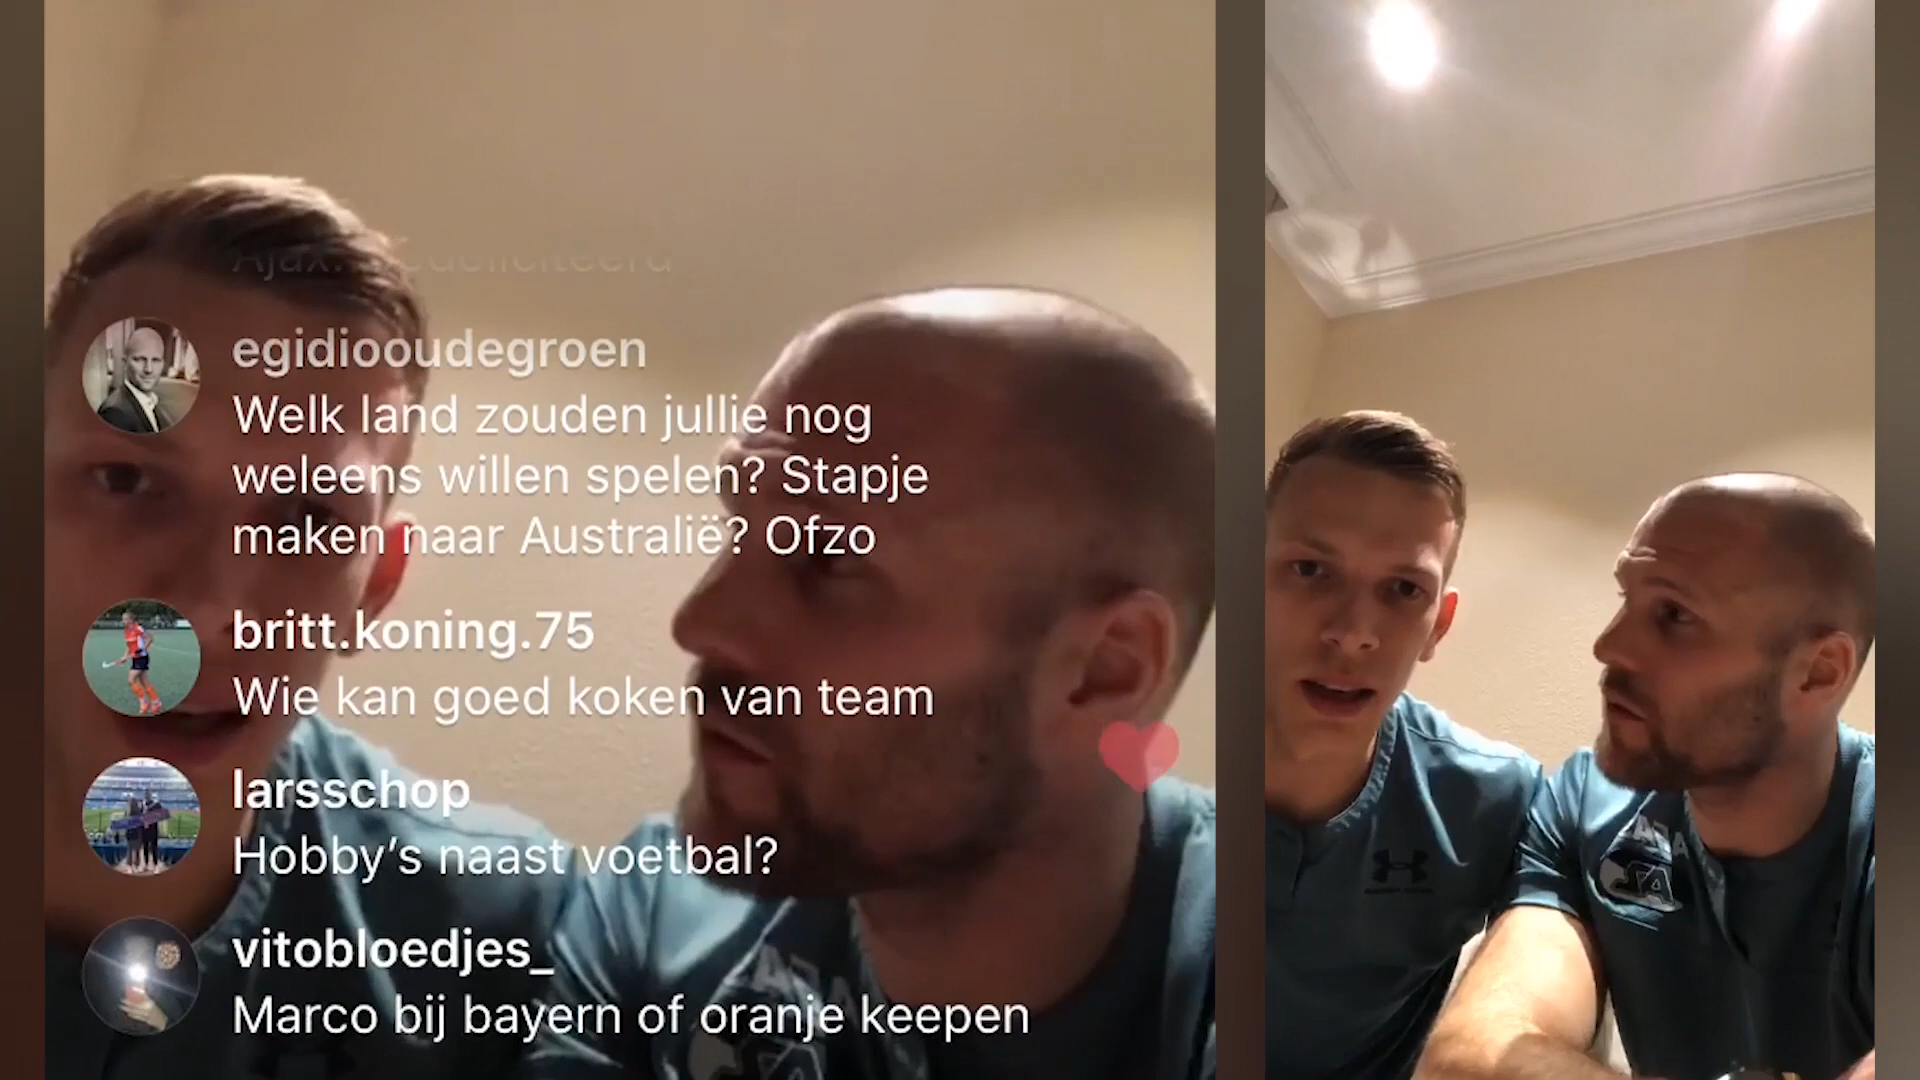 egidiooudegroen
Welk land zouden jullie nog
weleens willen spelen? Stapje
maken naar Australië? Ofzo
britt.koning.75
Wie kan goed koken van team
larsschop
Hobby’s naast voetbal?
vitobloedjes_
Marco bij bayern of oranje keepen
AZ